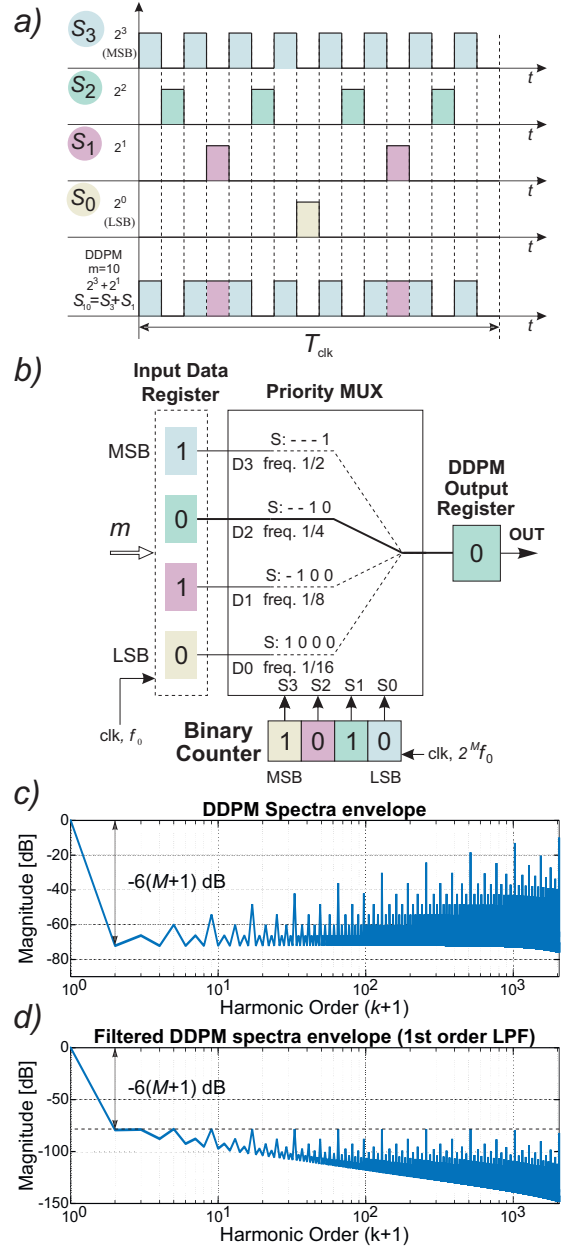 a)
S3 2^3
(MSB)
t
S2 2^2
t
S1 2^1
t
S0 2^0
(LSB)
t
DDPM
m=10
2^3+2^1
S10=S3+S1
t
Tclk
b)
Input Data
Register
Priority MUX
MSB 1 D3 S: - - - 1
freq. 1/2
DDPM
Output
Register
0 D2 S: - - 1 0
freq. 1/4
m
0 OUT
1 D1 S: - 1 0 0
freq. 1/8
LSB 0 D0 S: 1 0 0 0
freq. 1/16
S3 S2 S1 S0
clk, f0
Binary
Counter
1 0 1 0
clk, 2^M f0
MSB LSB
c)
DDPM Spectra envelope
Magnitude [dB]
0
-20
-40
-60
-80
-6(M+1) dB
10^0 10^1 10^2 10^3
Harmonic Order (k+1)
d)
Filtered DDPM spectra envelope (1st order LPF)
Magnitude [dB]
0
-50
-100
-150
-6(M+1) dB
10^0 10^1 10^2 10^3
Harmonic Order (k+1)